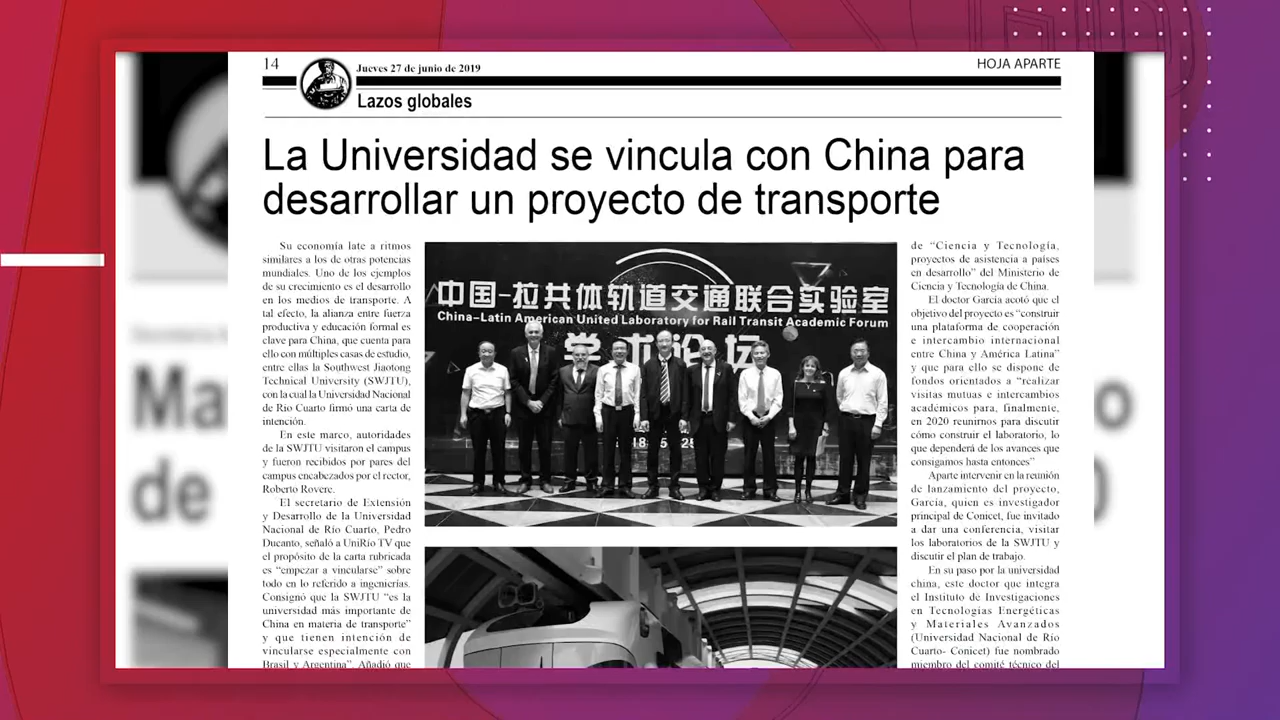 14
Jueves 27 de junio de 2019
HOJA APARTE
Lazos globales
La Universidad se vincula con China para
desarrollar un proyecto de transporte
Su economía late a ritmos
similares a los de otras potencias
mundiales. Uno de los ejemplos
de su crecimiento es el desarrollo
en los medios de transporte. A
tal efecto, la alianza entre fuerza
productiva y educación formal es
clave para China, que cuenta para
ello con múltiples casas de estudio,
entre ellas la Southwest Jiaotong
Technical University (SWJTU),
con la cual la Universidad Nacional
de Río Cuarto firmó una carta de
intención.
En este marco, autoridades
de la SWJTU visitaron el campus
y fueron recibidos por pares del
campus encabezados por el rector,
Roberto Rovere.
El secretario de Extensión
y Desarrollo de la Universidad
Nacional de Río Cuarto, Pedro
Ducanto, señaló a UniRío TV que
el propósito de la carta rubricada
es “empezar a vincularse” sobre
todo en lo referido a ingenierías.
Consignó que la SWJTU “es la
universidad más importante de
China en materia de transporte”
y que tienen intención de
vincularse especialmente con
Brasil y Argentina”. Añadió que
中国-拉共体轨道交通联合实验室
China-Latin American United Laboratory for Rail Transit Academic Forum
学术论坛
de “Ciencia y Tecnología,
proyectos de asistencia a países
en desarrollo” del Ministerio de
Ciencia y Tecnología de China.
El doctor García acotó que el
objetivo del proyecto es “construir
una plataforma de cooperación
e intercambio internacional
entre China y América Latina”
y que para ello se dispone de
fondos orientados a “realizar
visitas mutuas e intercambios
académicos para, finalmente,
en 2020 reunirnos para discutir
cómo construir el laboratorio, lo
que dependerá de los avances que
consigamos hasta entonces”
Aparte intervenir en la reunión
de lanzamiento del proyecto,
García, quien es investigador
principal de Conicet, fue invitado
a dar una conferencia, visitar
los laboratorios de la SWJTU y
discutir el plan de trabajo.
En su paso por la universidad
china, este doctor que integra
el Instituto de Investigaciones
en Tecnologías Energéticas
y Materiales Avanzados
(Universidad Nacional de Río
Cuarto- Conicet) fue nombrado
miembro del comité técnico del
Ma
de